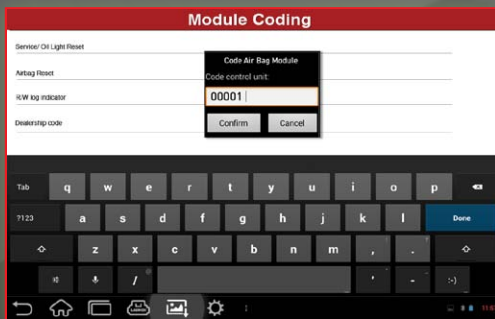 Module Coding
Service/ Oil Light Reset
Airbag Reset
R/W log indicator
Dealership code
Code Air Bag Module
Code control unit:
00001
Confirm
Cancel
Tab q w e r t y u i o p
?123 a s d f g h j k l Done
z x c v b n m , .
/ ' - :-)